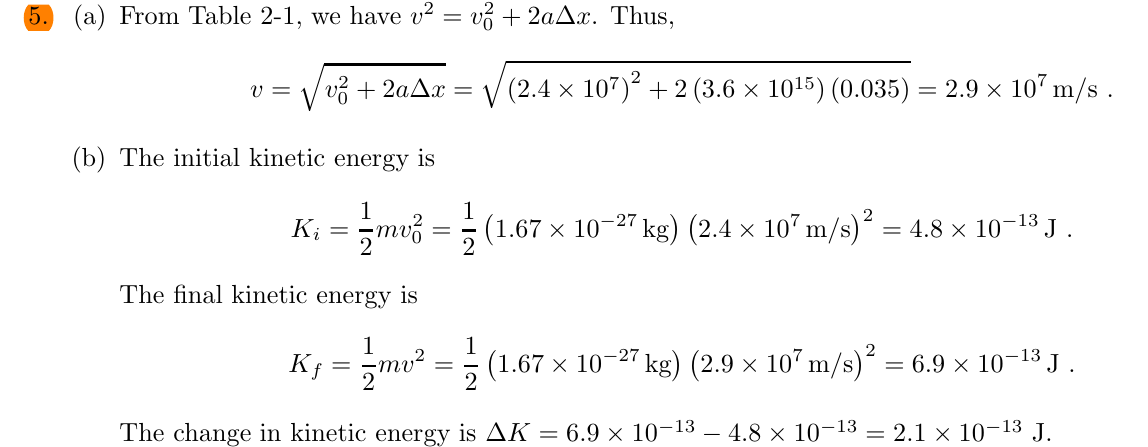 5. (a) From Table 2-1, we have v² = v₀² + 2aΔx. Thus,
v = √(v₀² + 2aΔx) = √((2.4 × 10⁷)² + 2 (3.6 × 10¹⁵) (0.035)) = 2.9 × 10⁷ m/s .
(b) The initial kinetic energy is
Kᵢ = 1/2 mv₀² = 1/2 (1.67 × 10⁻²⁷ kg) (2.4 × 10⁷ m/s)² = 4.8 × 10⁻¹³ J .
The final kinetic energy is
K_f = 1/2 mv² = 1/2 (1.67 × 10⁻²⁷ kg) (2.9 × 10⁷ m/s)² = 6.9 × 10⁻¹³ J .
The change in kinetic energy is ΔK = 6.9 × 10⁻¹³ − 4.8 × 10⁻¹³ = 2.1 × 10⁻¹³ J.